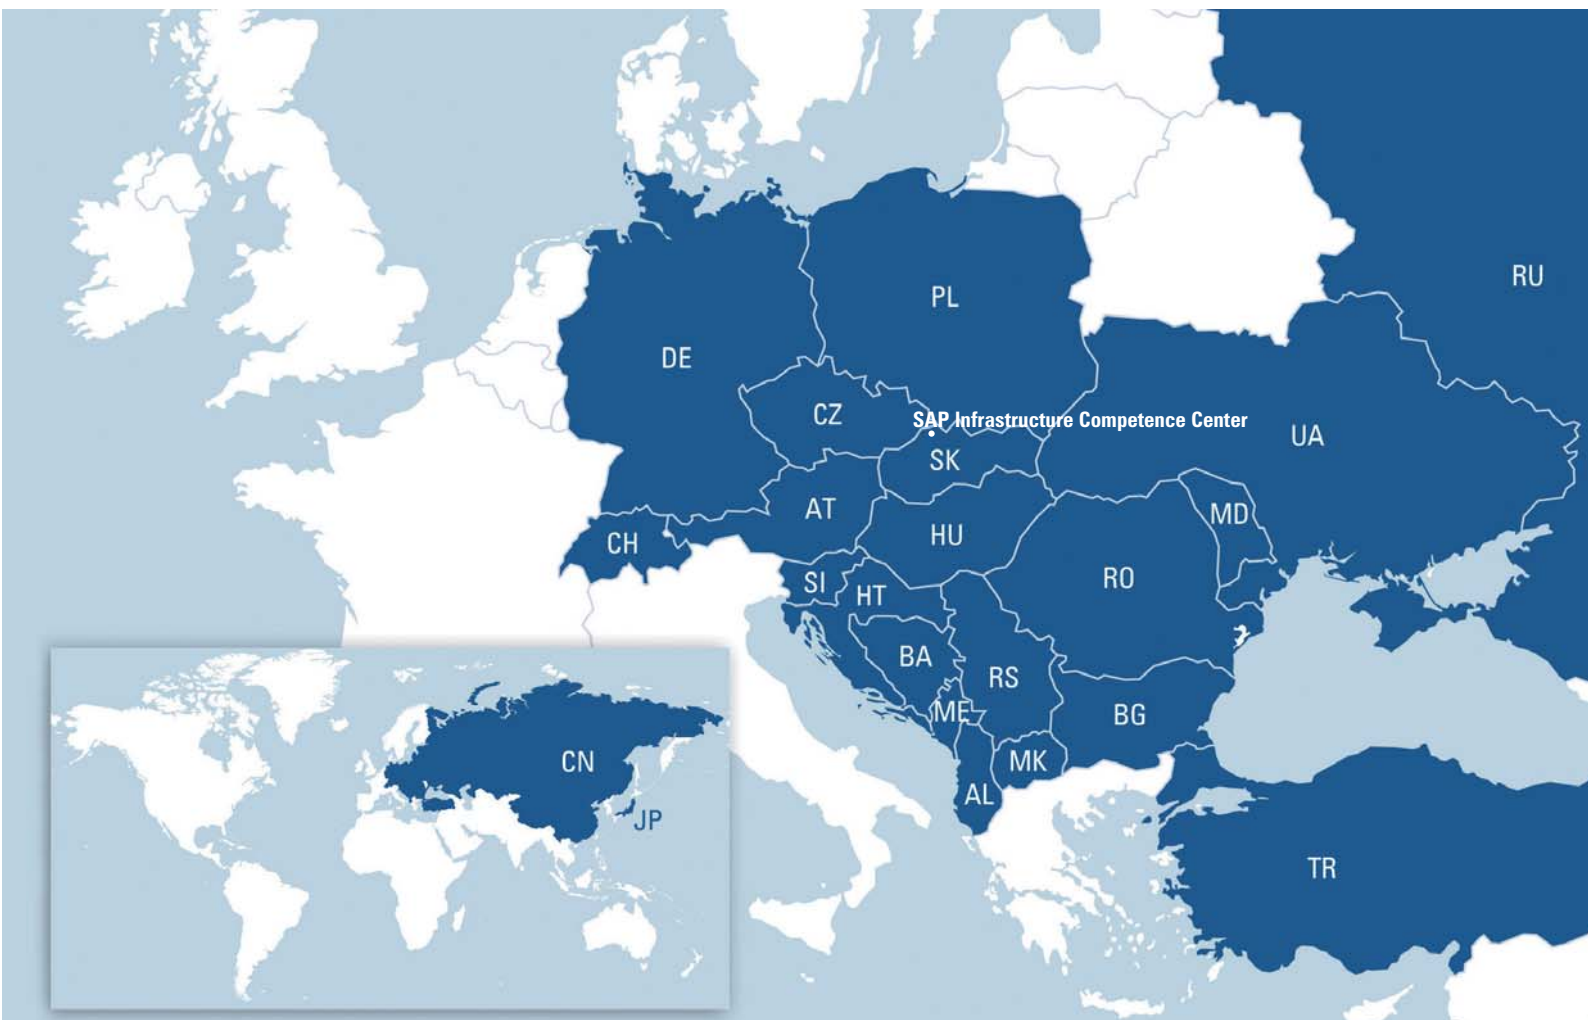 RU
PL
DE
CZ
SAP Infrastructure Competence Center
UA
SK
AT
MD
HU
CH
RO
SI
HT
BA
RS
ME
BG
MK
CN
AL
JP
TR